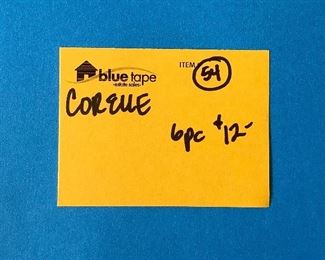 ITEM 54
blue tape
estate sales
CORELLE
6pc $12-